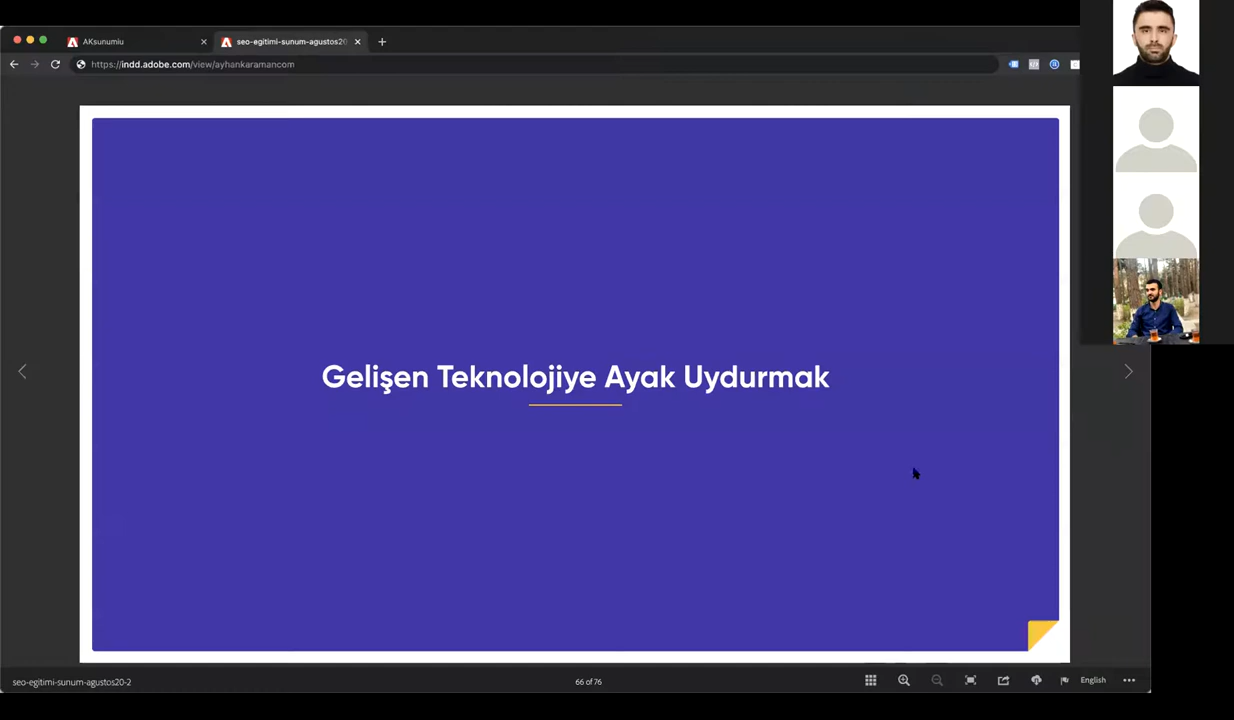 AKsunumiu
seo-egitimi-sunum-agustos20
https://indd.adobe.com/view/ayhankaramancom
Gelişen Teknolojiye Ayak Uydurmak
seo-egitimi-sunum-agustos20-2
66 of 76
English